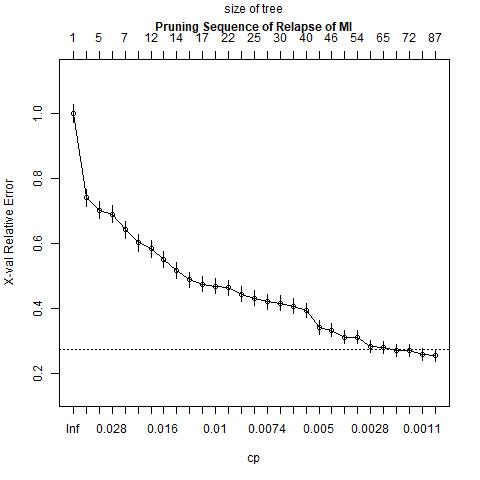 size of tree
Pruning Sequence of Relapse of MI
1 5 7 12 14 17 22 25 30 40 46 54 65 72 87
X-val Relative Error
1.0
0.8
0.6
0.4
0.2
Inf 0.028 0.016 0.01 0.0074 0.005 0.0028 0.0011
cp